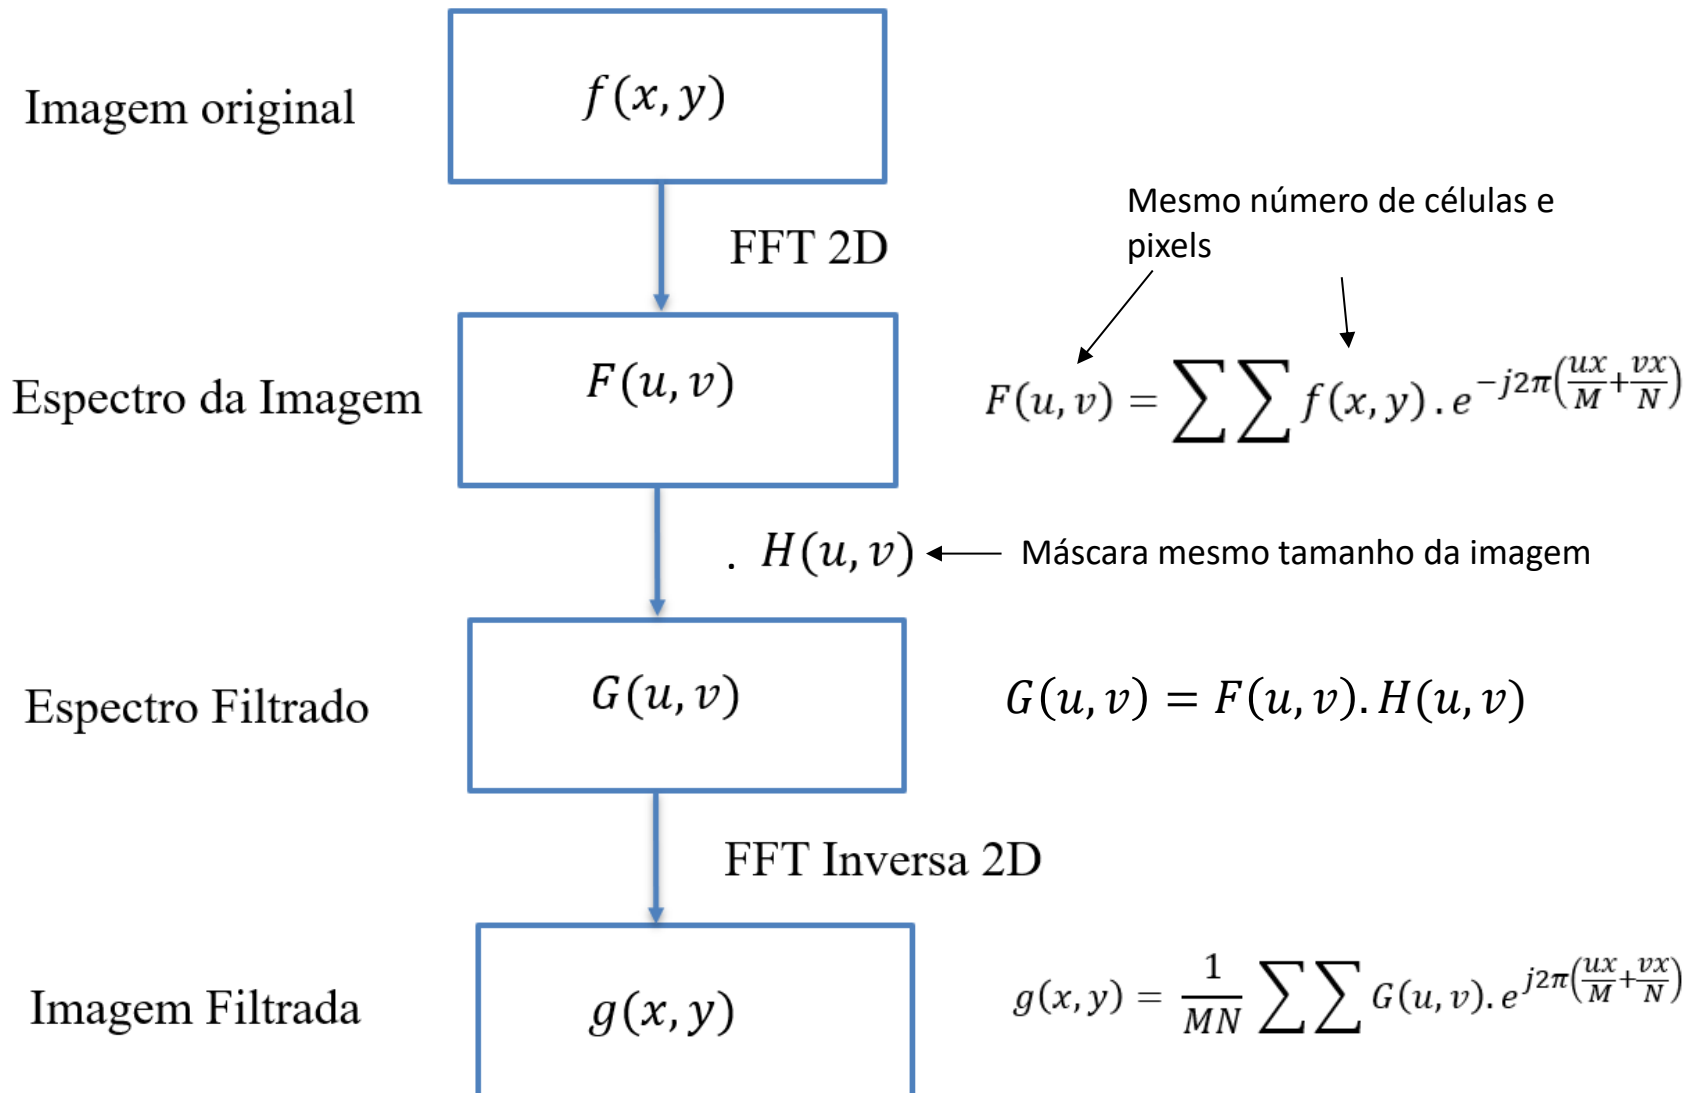 Imagem original
f(x, y)
FFT 2D
Mesmo número de células e
pixels
Espectro da Imagem
F(u, v)
F(u, v) = ∑∑ f(x, y) . e^{-j2π(ux/M + vx/N)}
. H(u, v)
Máscara mesmo tamanho da imagem
Espectro Filtrado
G(u, v)
G(u, v) = F(u, v). H(u, v)
FFT Inversa 2D
Imagem Filtrada
g(x, y)
g(x, y) = 1/MN ∑∑ G(u, v). e^{j2π(ux/M + vx/N)}